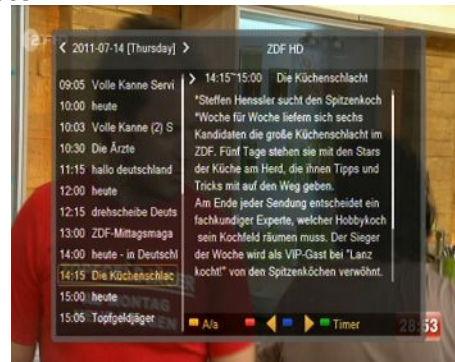 2011-07-14 [Thursday]
ZDF HD
09:05 Volle Kanne Servi
10:00 heute
10:03 Volle Kanne (2) S
10:30 Die Ärzte
11:15 hallo deutschland
12:00 heute
12:15 drehscheibe Deuts
13:00 ZDF-Mittagsmaga
14:00 heute - in Deutschl
14:15 Die Küchenschlac
15:00 heute
15:05 Topfgeldjäger
14:15~15:00 Die Küchenschlacht
*Steffen Henssler sucht den Spitzenkoch
*Woche für Woche liefern sich sechs
Kandidaten die große Küchenschlacht im
ZDF. Fünf Tage stehen sie mit den Stars
der Küche am Herd, die ihnen Tipps und
Tricks mit auf den Weg geben.
Am Ende jeder Sendung entscheidet ein
fachkundiger Experte, welcher Hobbykoch
sein Kochfeld räumen muss. Der Sieger
der Woche wird als VIP-Gast bei "Lanz
kocht!" von den Spitzenköchen verwöhnt.
A/a
Timer
28:53